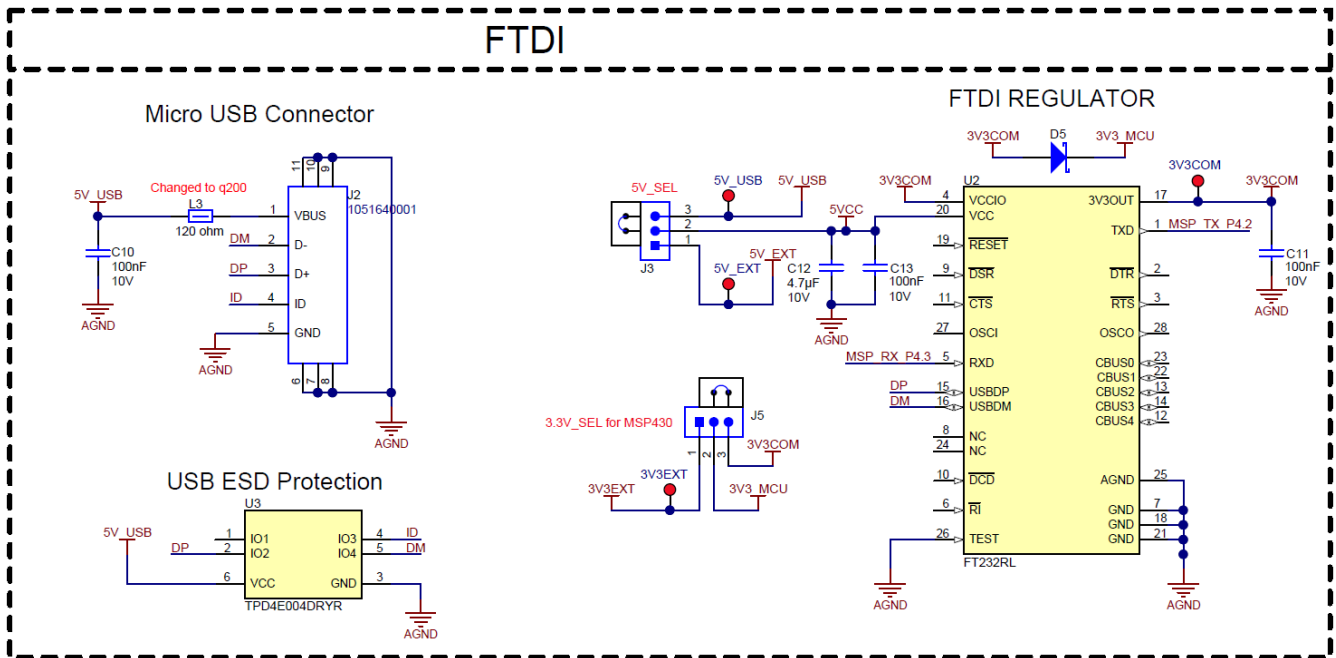 FTDI
Micro USB Connector
5V_USB
Changed to q200
L3
120 ohm
C10
100nF
10V
AGND
DM
DP
ID
AGND
11
10
9
J2
1051640001
1 VBUS
2 D-
3 D+
4 ID
5 GND
6
7
8
AGND
USB ESD Protection
U3
5V_USB
DP
1 IO1
2 IO2
6 VCC
IO3 4 ID
IO4 5 DM
GND 3
TPD4E004DRYR
AGND
5V_SEL
5V_USB
5V_USB
3
2
1
J3
5V_EXT
5V_EXT
5VCC
C12
4.7µF
10V
C13
100nF
10V
AGND
3.3V_SEL for MSP430
J5
1
2
3
3V3COM
3V3_MCU
3V3EXT
3V3EXT
FTDI REGULATOR
3V3COM
D5
3V3_MCU
3V3COM
U2
4 VCCIO
20 VCC
19 RESET
9 DSR
11 CTS
27 OSCI
MSP_RX_P4.3 5 RXD
DP 15 USBDP
DM 16 USBDM
8 NC
24 NC
10 DCD
6 RI
26 TEST
AGND
3V3OUT 17
TXD 1 MSP_TX_P4.2
DTR 2
RTS 3
OSCO 28
CBUS0 23
CBUS1 22
CBUS2 13
CBUS3 14
CBUS4 12
AGND 25
GND 7
GND 18
GND 21
FT232RL
AGND
3V3COM
3V3COM
C11
100nF
10V
AGND